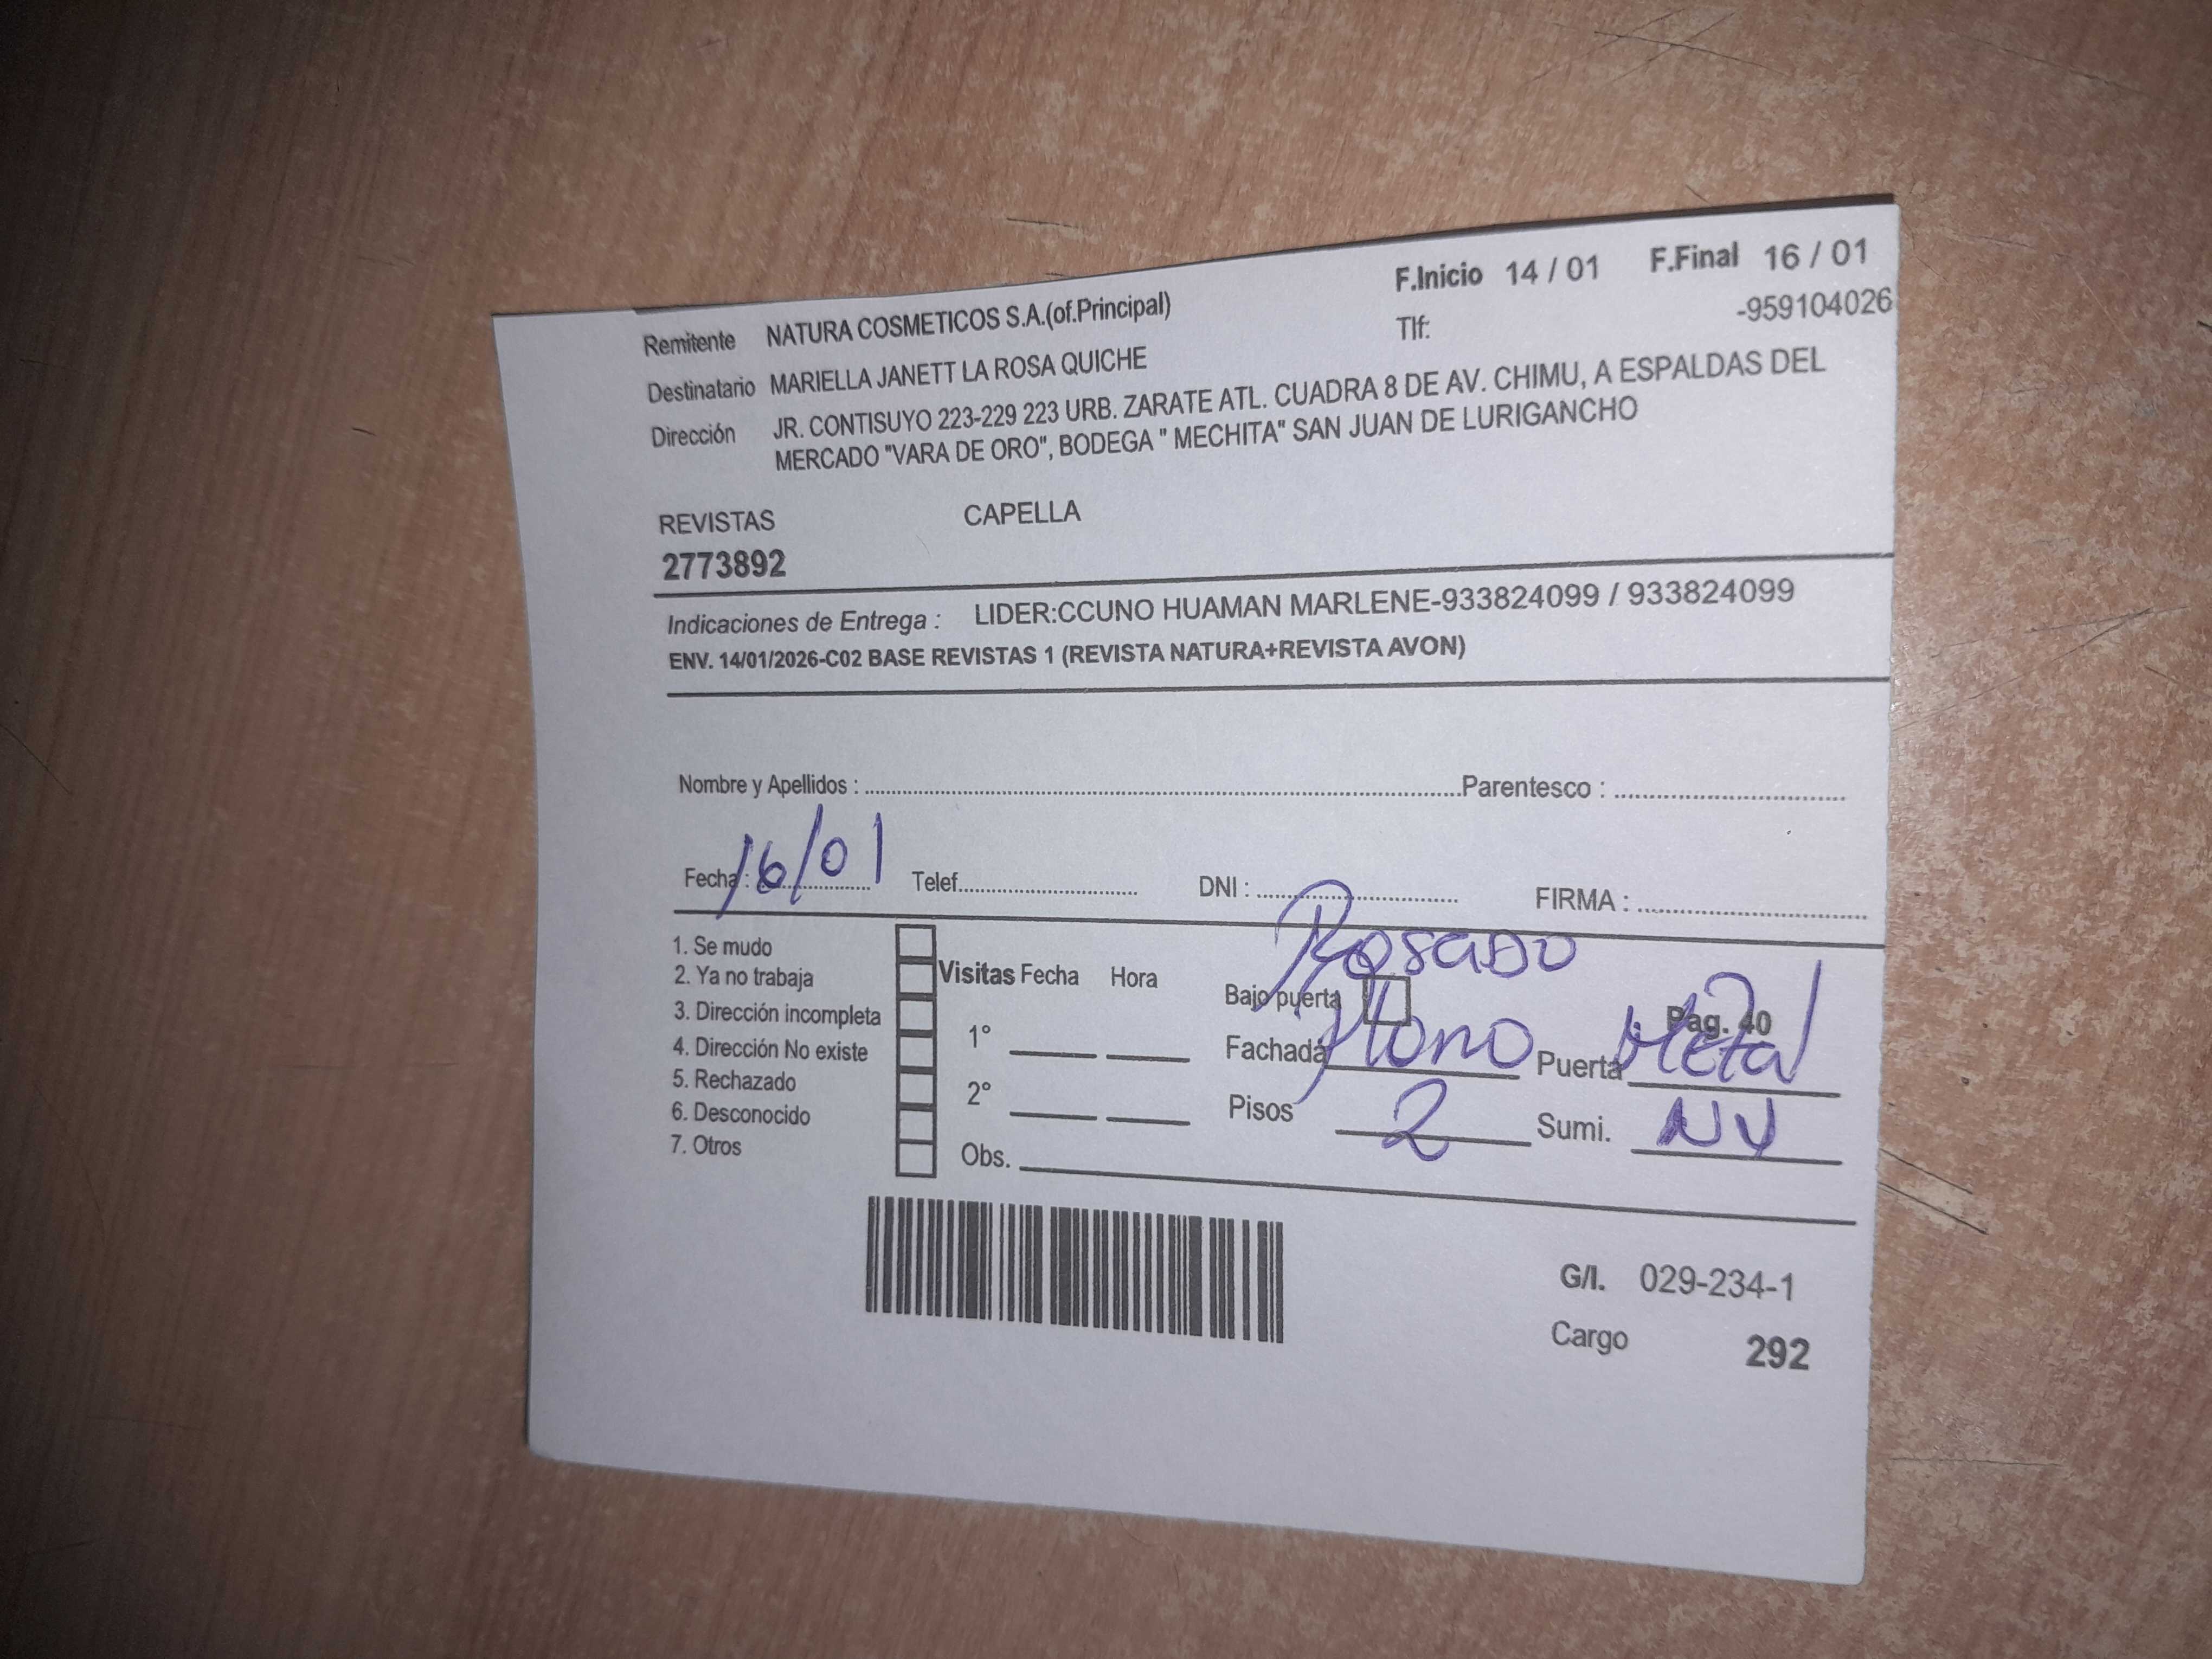 F.Inicio 14 / 01 F.Final 16 / 01
Remitente NATURA COSMETICOS S.A.(of.Principal) Tlf: -959104026
Destinatario MARIELLA JANETT LA ROSA QUICHE
Dirección JR. CONTISUYO 223-229 223 URB. ZARATE ATL. CUADRA 8 DE AV. CHIMU, A ESPALDAS DEL
MERCADO "VARA DE ORO", BODEGA " MECHITA" SAN JUAN DE LURIGANCHO
REVISTAS CAPELLA
2773892
Indicaciones de Entrega : LIDER:CCUNO HUAMAN MARLENE-933824099 / 933824099
ENV. 14/01/2026-C02 BASE REVISTAS 1 (REVISTA NATURA+REVISTA AVON)
Nombre y Apellidos : Parentesco :
Fecha : 16/01 Telef. DNI : FIRMA :
Rosado
1. Se mudo
2. Ya no trabaja
3. Dirección incompleta
4. Dirección No existe
5. Rechazado
6. Desconocido
7. Otros
Visitas Fecha Hora
1°
2°
Obs.
Bajo puerta Pag. 40
Fachada Puerta Metal
Pisos 2 Sumi. NV
G/I. 029-234-1
Cargo 292